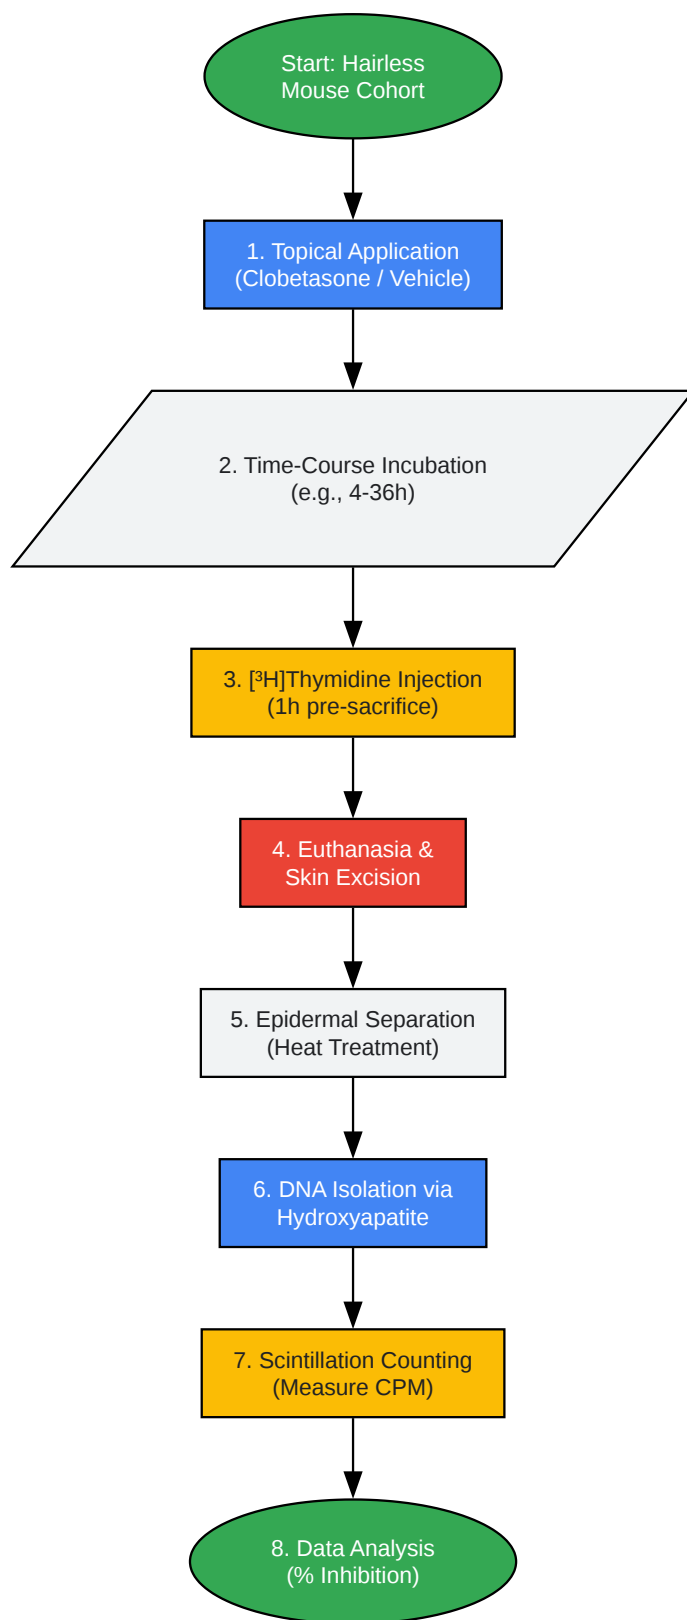 Start: Hairless
Mouse Cohort
1. Topical Application
(Clobetasone / Vehicle)
2. Time-Course Incubation
(e.g., 4-36h)
3. [³H]Thymidine Injection
(1h pre-sacrifice)
4. Euthanasia &
Skin Excision
5. Epidermal Separation
(Heat Treatment)
6. DNA Isolation via
Hydroxyapatite
7. Scintillation Counting
(Measure CPM)
8. Data Analysis
(% Inhibition)